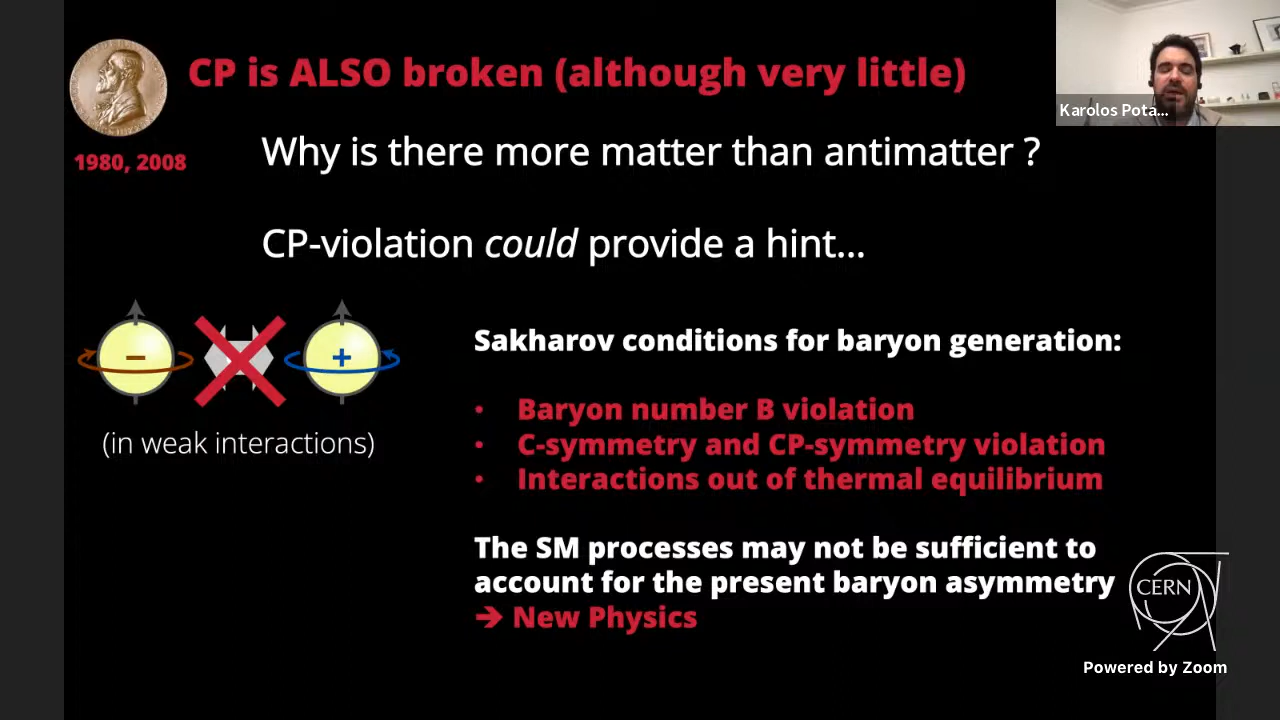 CP is ALSO broken (although very little)
Karolos Pota...
1980, 2008
Why is there more matter than antimatter ?
CP-violation could provide a hint...
−
+
(in weak interactions)
Sakharov conditions for baryon generation:
• Baryon number B violation
• C-symmetry and CP-symmetry violation
• Interactions out of thermal equilibrium
The SM processes may not be sufficient to
account for the present baryon asymmetry
➔ New Physics
CERN
Powered by Zoom